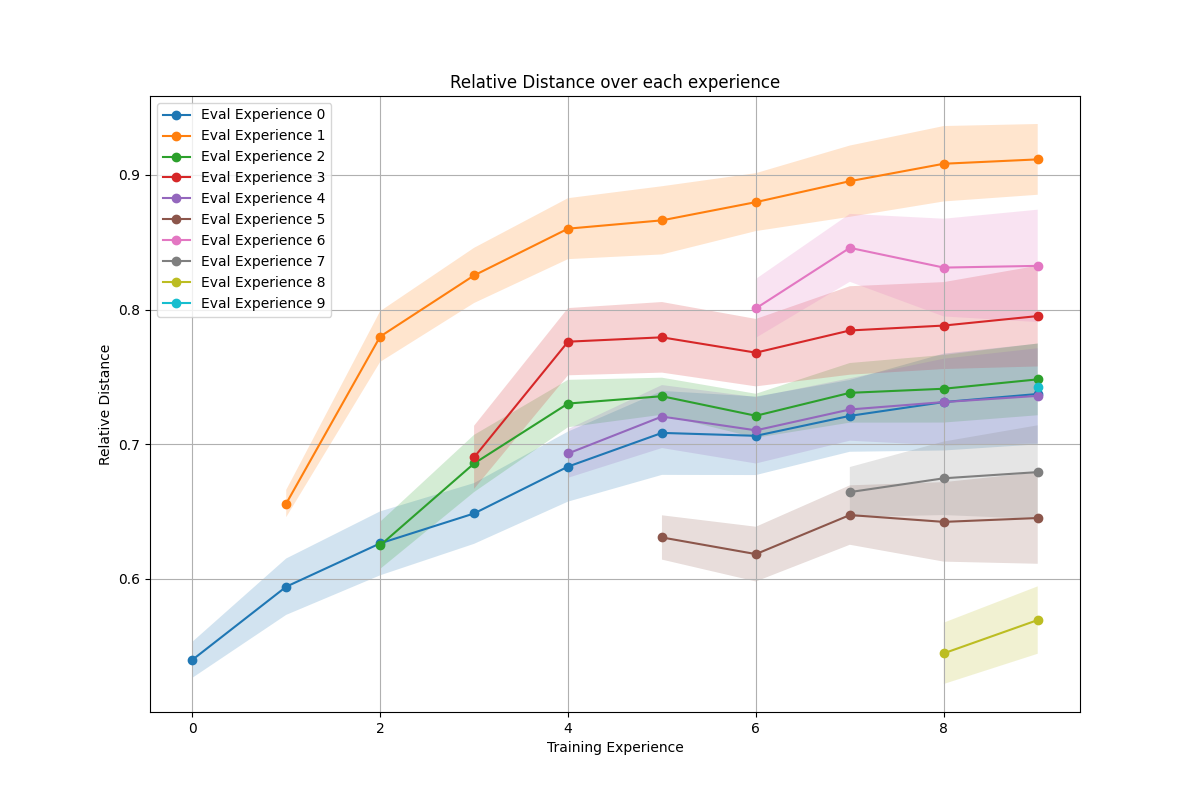 Relative Distance over each experience
Eval Experience 0
Eval Experience 1
Eval Experience 2
Eval Experience 3
Eval Experience 4
Eval Experience 5
Eval Experience 6
Eval Experience 7
Eval Experience 8
Eval Experience 9
Relative Distance
0.9
0.8
0.7
0.6
0 2 4 6 8
Training Experience